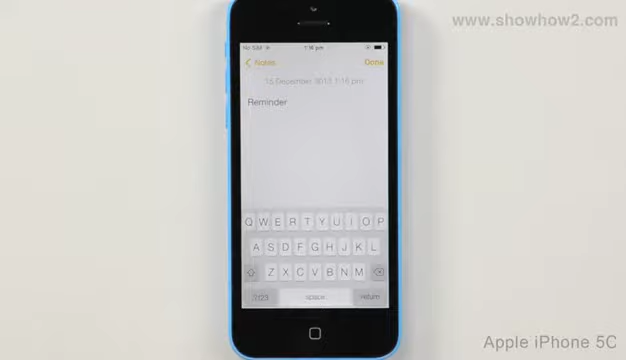 www.showhow2.com
No SIM 1:16 pm
Notes Done
15 December 2013 1:16 pm
Reminder
Q W E R T Y U I O P
A S D F G H J K L
Z X C V B N M
?123 space return
Apple iPhone 5C